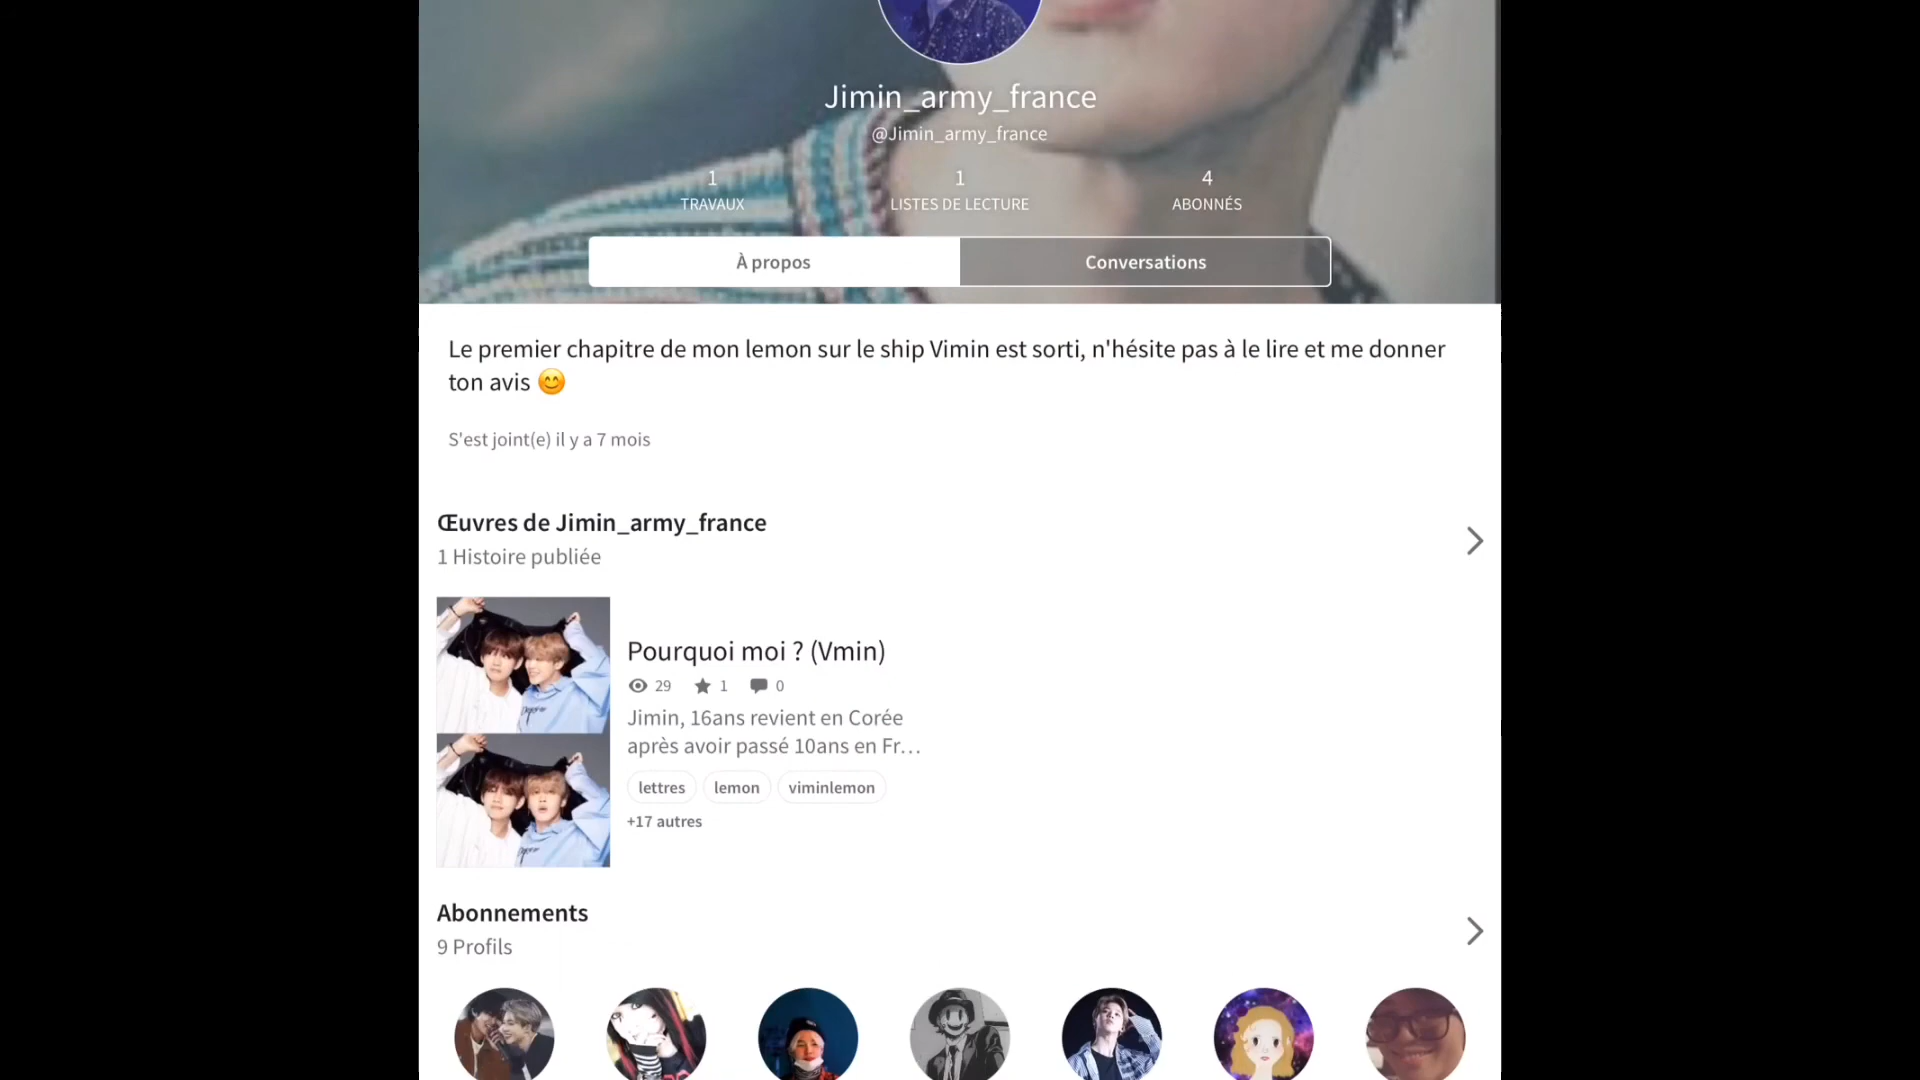 Jimin_army_france
@Jimin_army_france
1
TRAVAUX
1
LISTES DE LECTURE
4
ABONNÉS
À propos
Conversations
Le premier chapitre de mon lemon sur le ship Vimin est sorti, n'hésite pas à le lire et me donner
ton avis 😊
S'est joint(e) il y a 7 mois
Œuvres de Jimin_army_france
1 Histoire publiée
Pourquoi moi ? (Vmin)
29 1 0
Jimin, 16ans revient en Corée
après avoir passé 10ans en Fr...
lettres lemon viminlemon
+17 autres
Abonnements
9 Profils